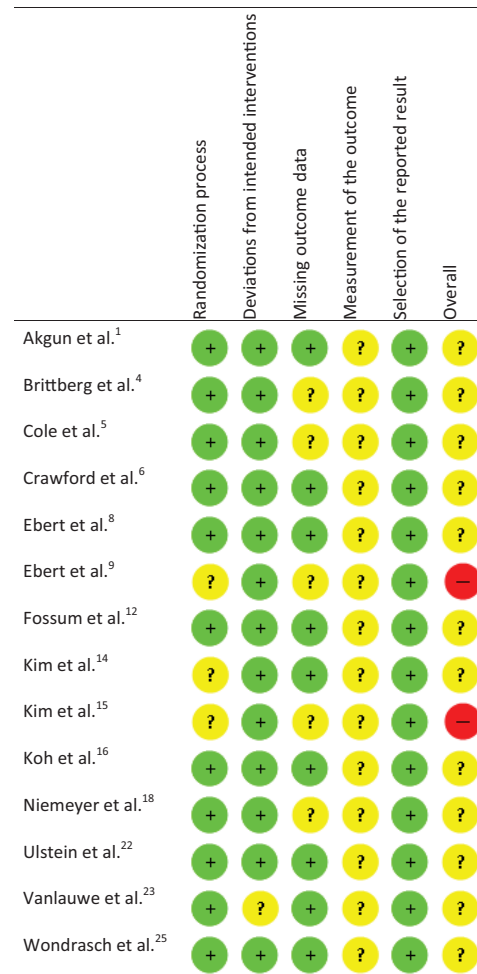 Randomization process
Deviations from intended interventions
Missing outcome data
Measurement of the outcome
Selection of the reported result
Overall
Akgun et al.1 + + + ? + ?
Brittberg et al.4 + + ? ? + ?
Cole et al.5 + + ? ? + ?
Crawford et al.6 + + + ? + ?
Ebert et al.8 + + + ? + ?
Ebert et al.9 ? + ? ? + −
Fossum et al.12 + + + ? + ?
Kim et al.14 ? + + ? + ?
Kim et al.15 ? + ? ? + −
Koh et al.16 + + + ? + ?
Niemeyer et al.18 + + ? ? + ?
Ulstein et al.22 + + + ? + ?
Vanlauwe et al.23 + ? + ? + ?
Wondrasch et al.25 + + + ? + ?